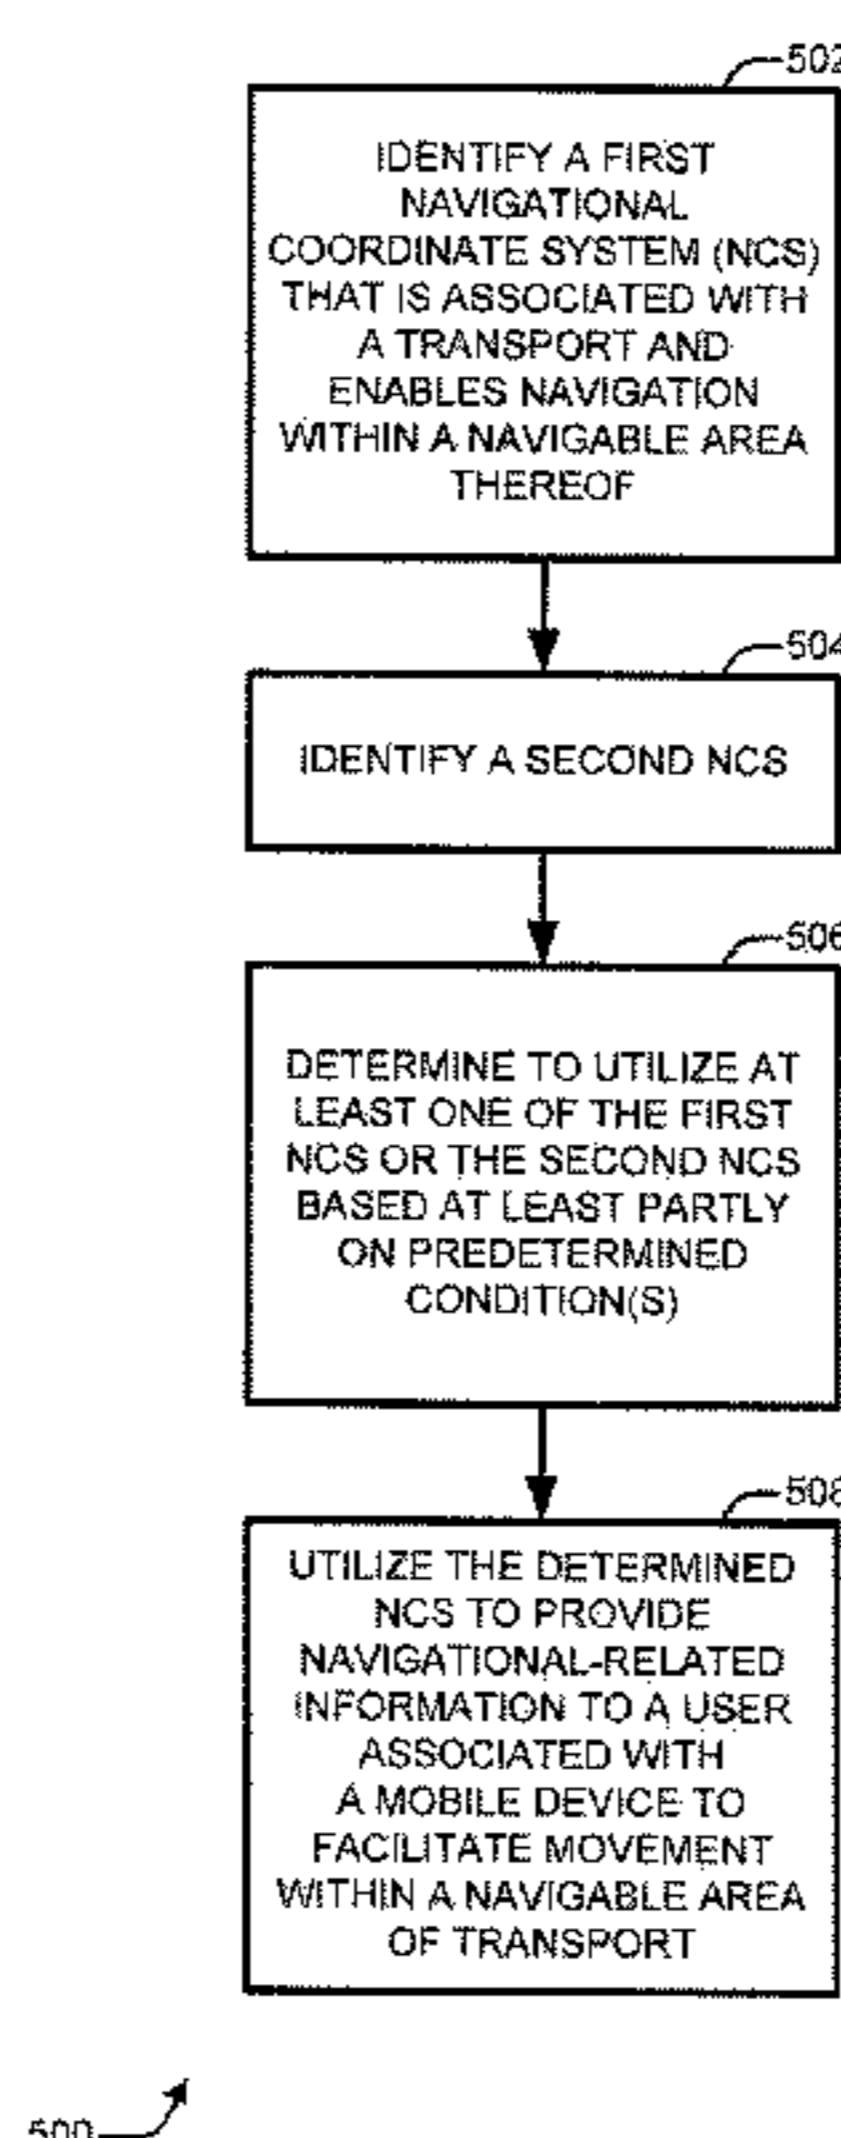 502
IDENTIFY A FIRST
NAVIGATIONAL
COORDINATE SYSTEM (NCS)
THAT IS ASSOCIATED WITH
A TRANSPORT AND
ENABLES NAVIGATION
WITHIN A NAVIGABLE AREA
THEREOF
504
IDENTIFY A SECOND NCS
506
DETERMINE TO UTILIZE AT
LEAST ONE OF THE FIRST
NCS OR THE SECOND NCS
BASED AT LEAST PARTLY
ON PREDETERMINED
CONDITION(S)
508
UTILIZE THE DETERMINED
NCS TO PROVIDE
NAVIGATIONAL-RELATED
INFORMATION TO A USER
ASSOCIATED WITH
A MOBILE DEVICE TO
FACILITATE MOVEMENT
WITHIN A NAVIGABLE AREA
OF TRANSPORT
500